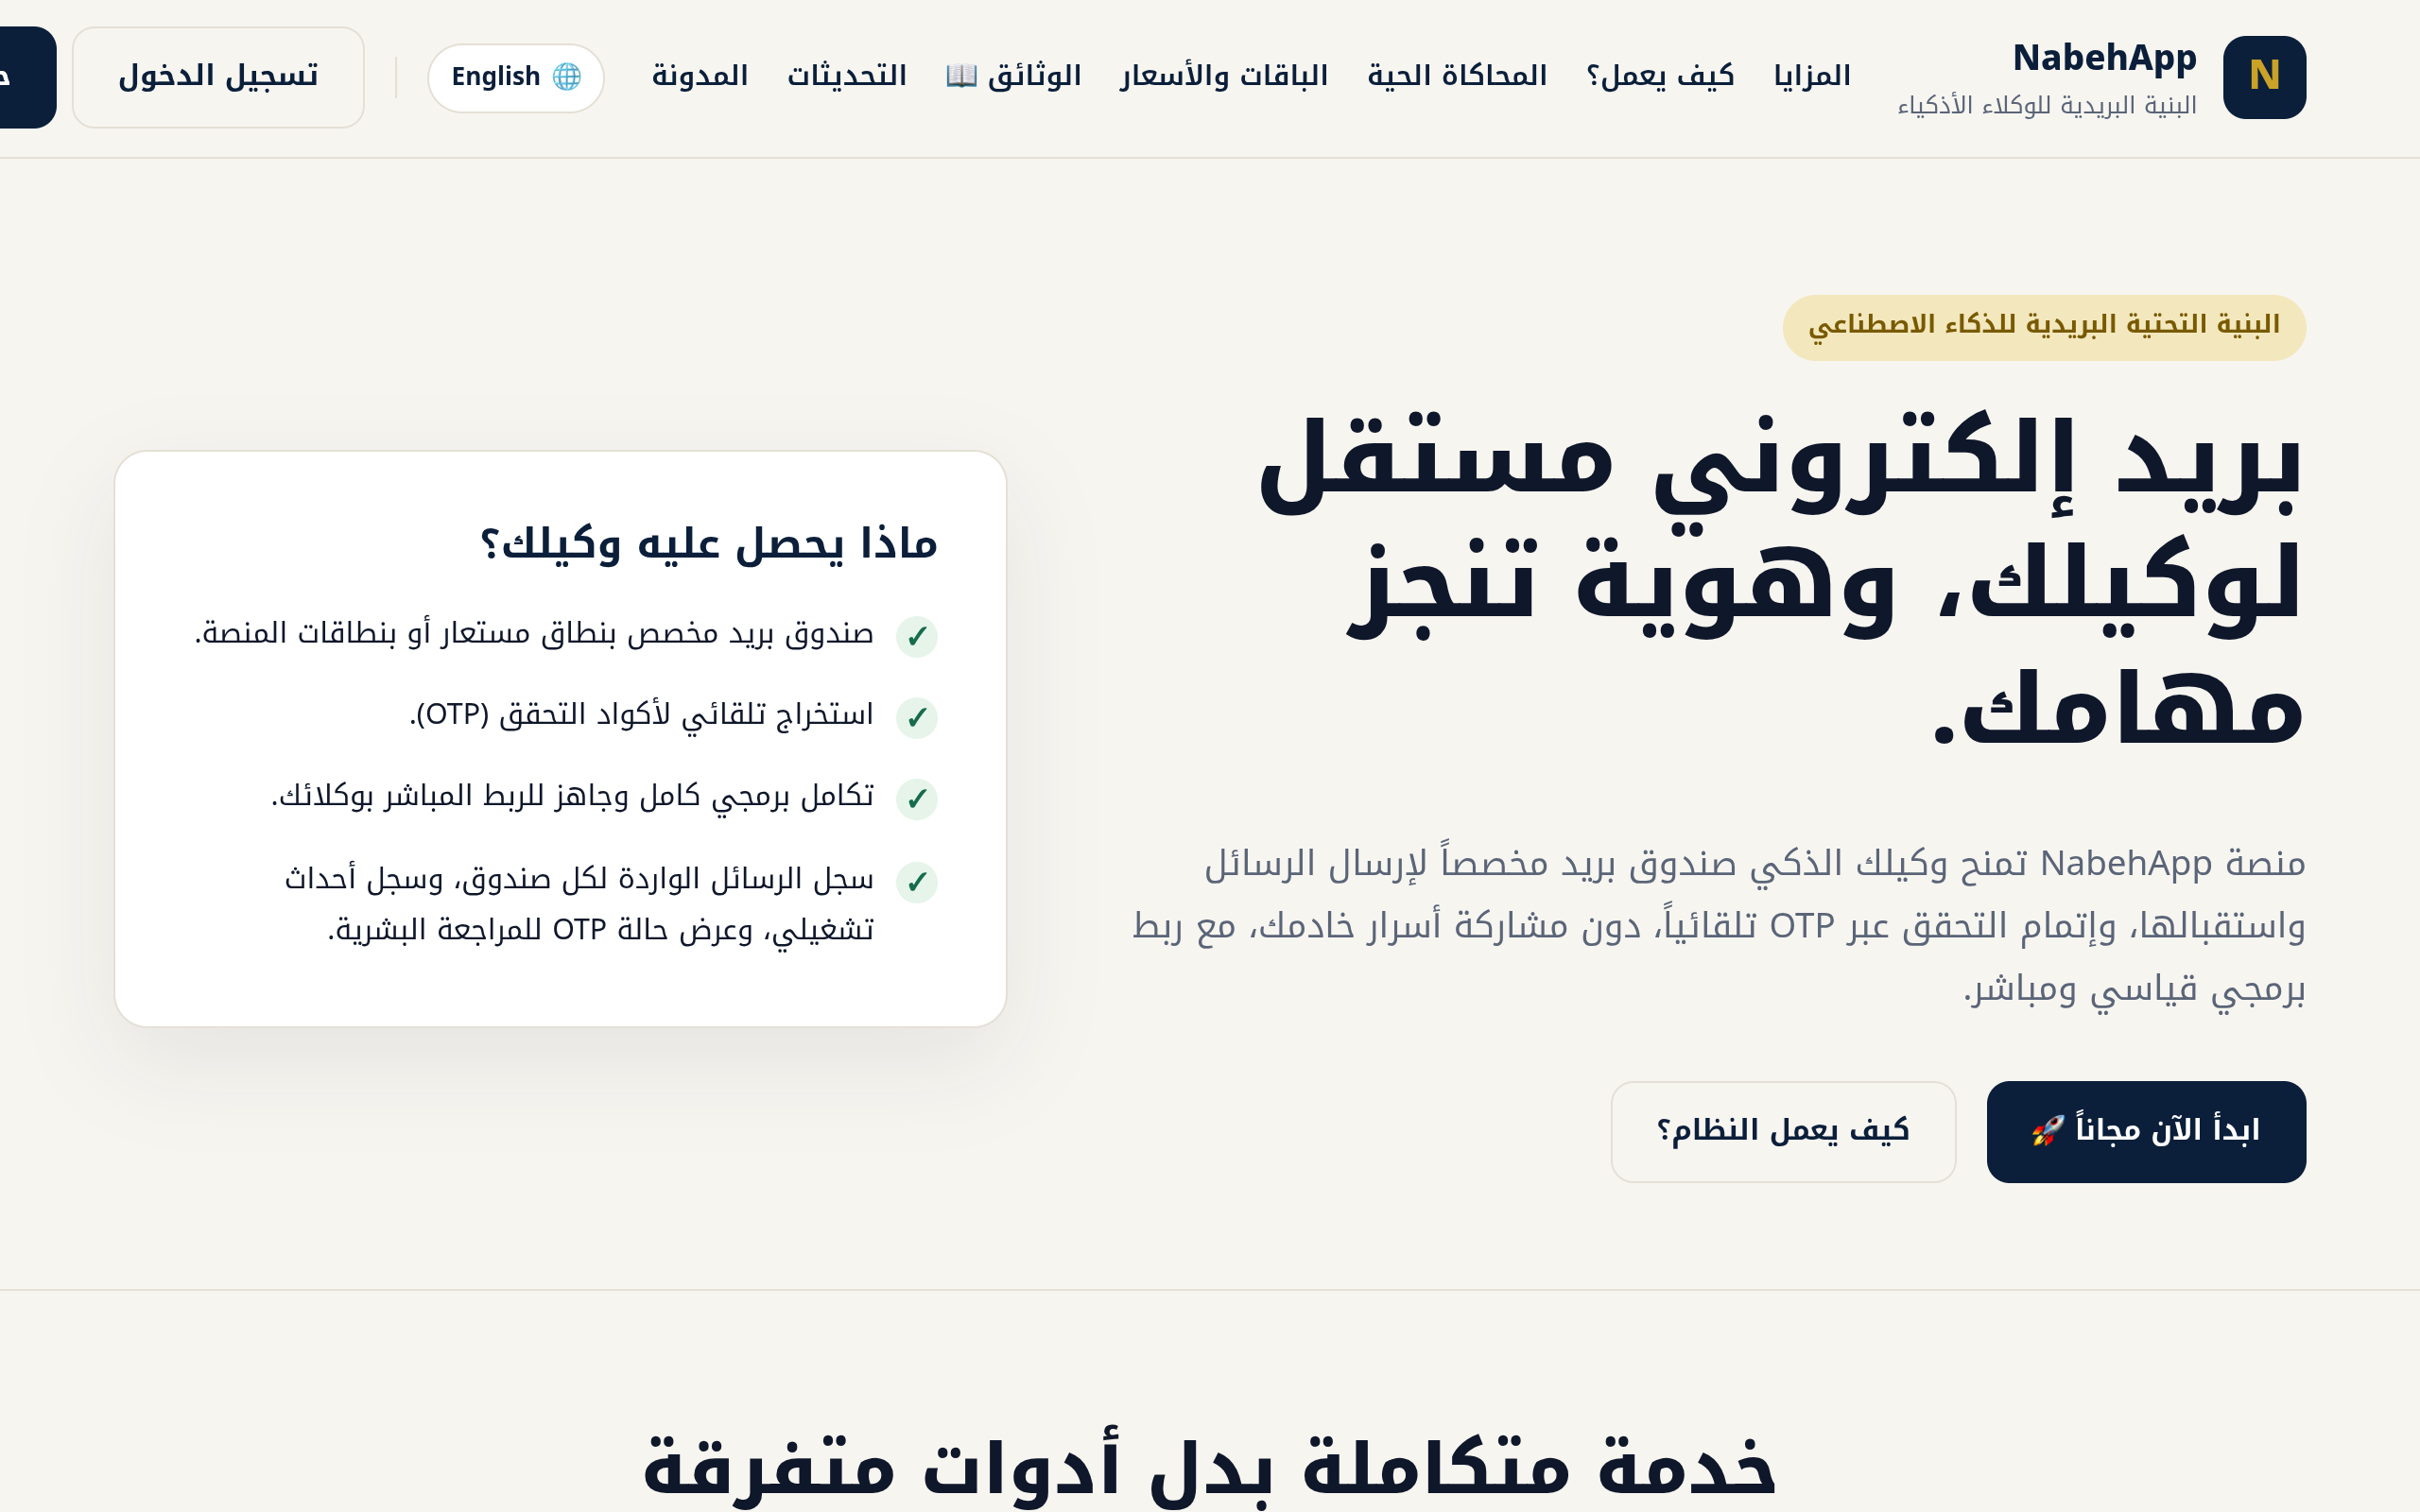 N
NabehApp
البنية البريدية للوكلاء الأذكياء
المزايا
كيف يعمل؟
المحاكاة الحية
الباقات والأسعار
الوثائق 📖
التحديثات
المدونة
🌐 English
تسجيل الدخول
البنية التحتية البريدية للذكاء الاصطناعي
بريد إلكتروني مستقل
لوكيلك، وهوية تنجز
مهامك.
منصة NabehApp تمنح وكيلك الذكي صندوق بريد مخصصاً لإرسال الرسائل
واستقبالها، وإتمام التحقق عبر OTP تلقائياً، دون مشاركة أسرار خادمك، مع ربط
برمجي قياسي ومباشر.
ابدأ الآن مجاناً 🚀
كيف يعمل النظام؟
ماذا يحصل عليه وكيلك؟
✓ صندوق بريد مخصص بنطاق مستعار أو بنطاقات المنصة.
✓ استخراج تلقائي لأكواد التحقق (OTP).
✓ تكامل برمجي كامل وجاهز للربط المباشر بوكلائك.
✓ سجل الرسائل الواردة لكل صندوق، وسجل أحداث
تشغيلي، وعرض حالة OTP للمراجعة البشرية.
خدمة متكاملة بدل أدوات متفرقة